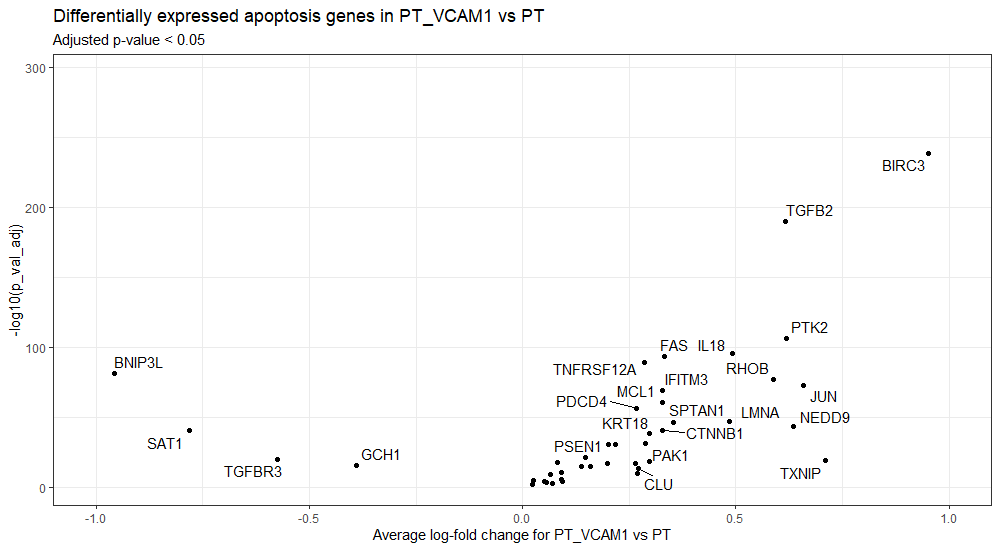 Differentially expressed apoptosis genes in PT_VCAM1 vs PT
Adjusted p-value < 0.05
300
BIRC3
TGFB2
200
-log10(p_val_adj)
PTK2
FAS IL18
100
BNIP3L
TNFRSF12A
RHOB
IFITM3
MCL1
JUN
PDCD4
SPTAN1
LMNA
NEDD9
KRT18
CTNNB1
SAT1
PSEN1
GCH1
PAK1
TGFBR3
TXNIP
CLU
0
-1.0 -0.5 0.0 0.5 1.0
Average log-fold change for PT_VCAM1 vs PT